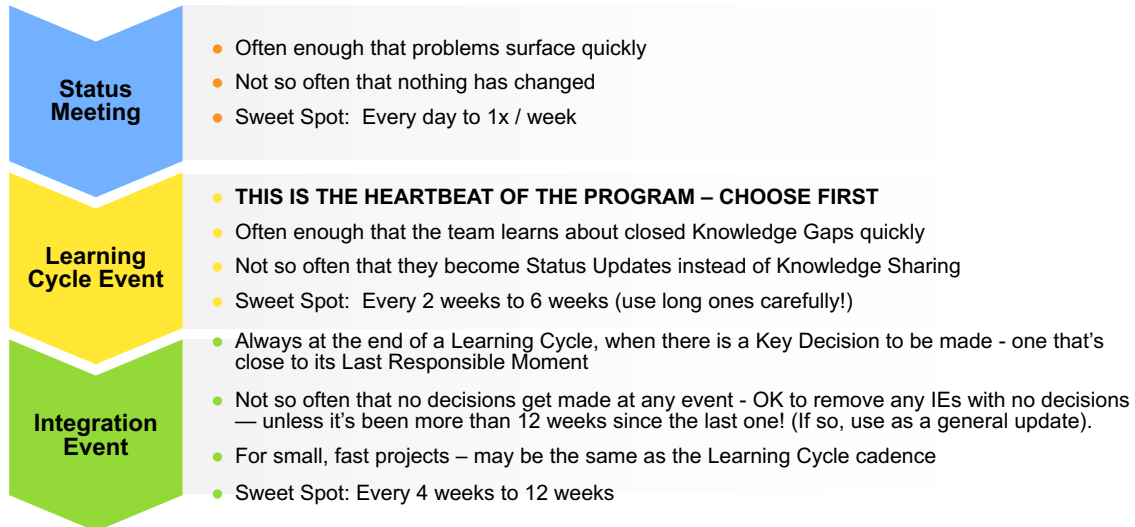 Status
Meeting
Often enough that problems surface quickly
Not so often that nothing has changed
Sweet Spot: Every day to 1x / week
Learning
Cycle Event
THIS IS THE HEARTBEAT OF THE PROGRAM – CHOOSE FIRST
Often enough that the team learns about closed Knowledge Gaps quickly
Not so often that they become Status Updates instead of Knowledge Sharing
Sweet Spot: Every 2 weeks to 6 weeks (use long ones carefully!)
Integration
Event
Always at the end of a Learning Cycle, when there is a Key Decision to be made - one that's
close to its Last Responsible Moment
Not so often that no decisions get made at any event - OK to remove any IEs with no decisions
— unless it's been more than 12 weeks since the last one! (If so, use as a general update).
For small, fast projects – may be the same as the Learning Cycle cadence
Sweet Spot: Every 4 weeks to 12 weeks